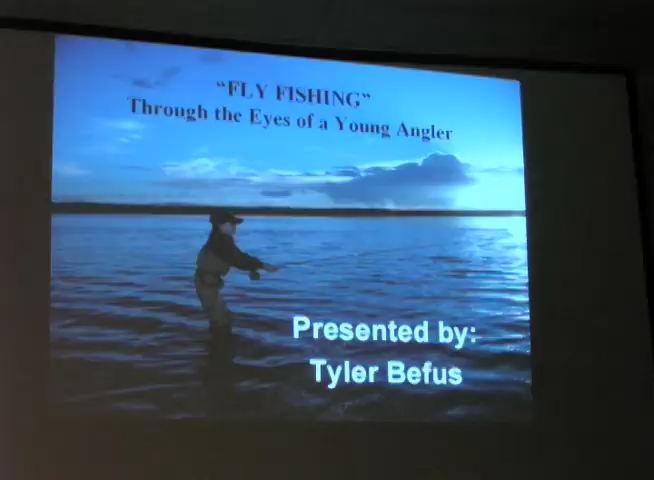 “FLY FISHING”
Through the Eyes of a Young Angler
Presented by:
Tyler Befus